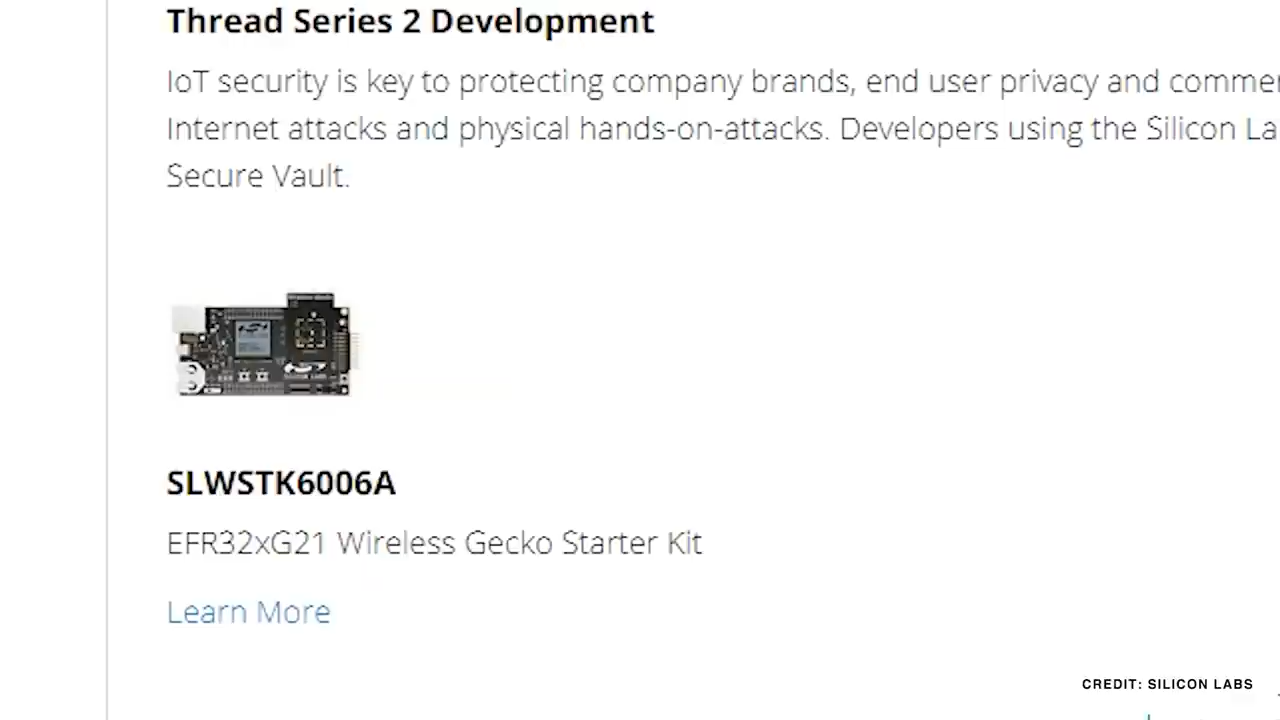 Thread Series 2 Development
IoT security is key to protecting company brands, end user privacy and
Internet attacks and physical hands-on-attacks. Developers using the Silicon
Secure Vault.
SLWSTK6006A
EFR32xG21 Wireless Gecko Starter Kit
Learn More
CREDIT: SILICON LABS